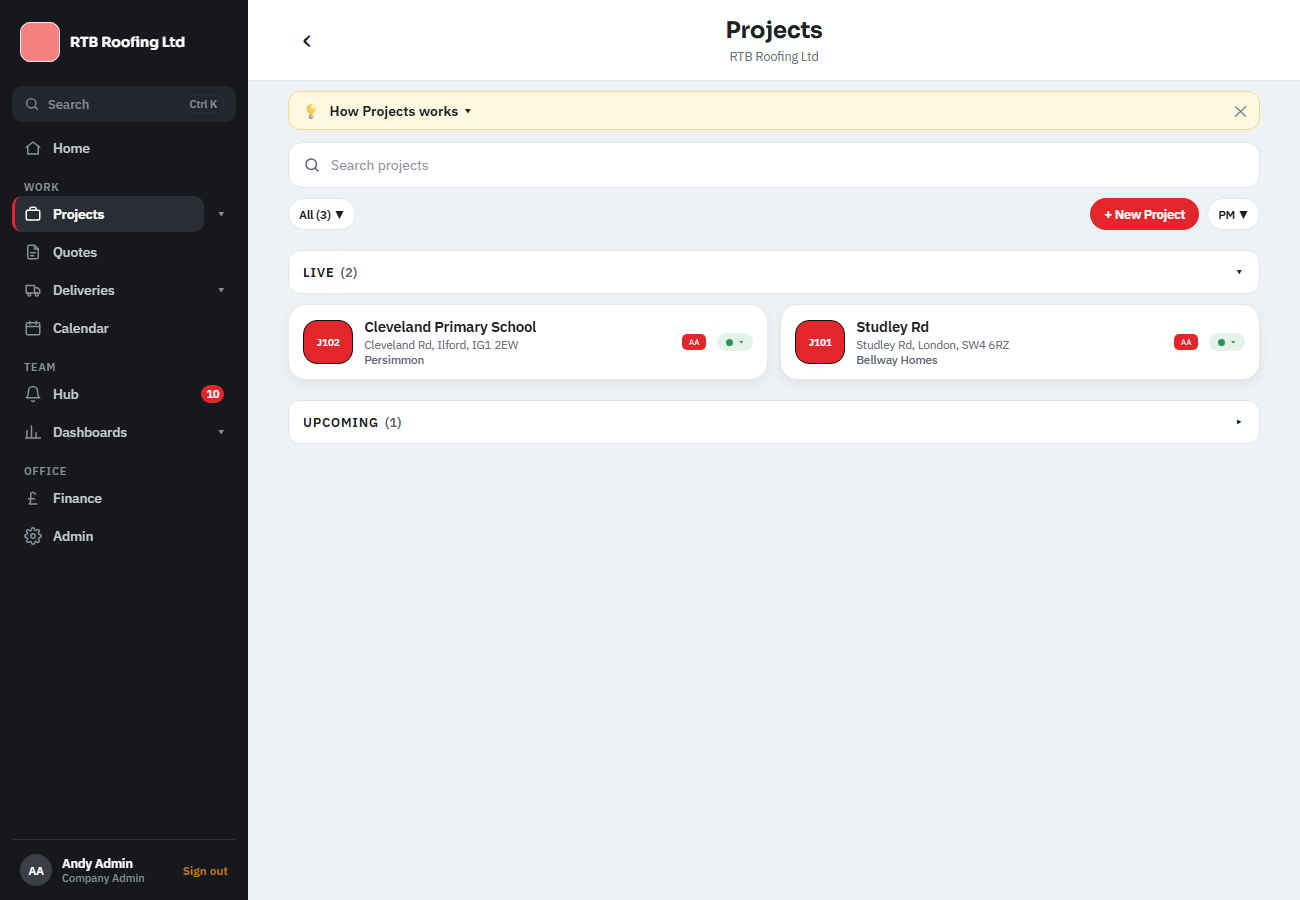 RTB Roofing Ltd
Search Ctrl K
Home
WORK
Projects
Quotes
Deliveries
Calendar
TEAM
Hub 10
Dashboards
OFFICE
Finance
Admin
AA
Andy Admin
Company Admin
Sign out
Projects
RTB Roofing Ltd
How Projects works
Search projects
All (3) ▼
+ New Project
PM ▼
LIVE (2)
J102
Cleveland Primary School
Cleveland Rd, Ilford, IG1 2EW
Persimmon
AA
J101
Studley Rd
Studley Rd, London, SW4 6RZ
Bellway Homes
AA
UPCOMING (1)